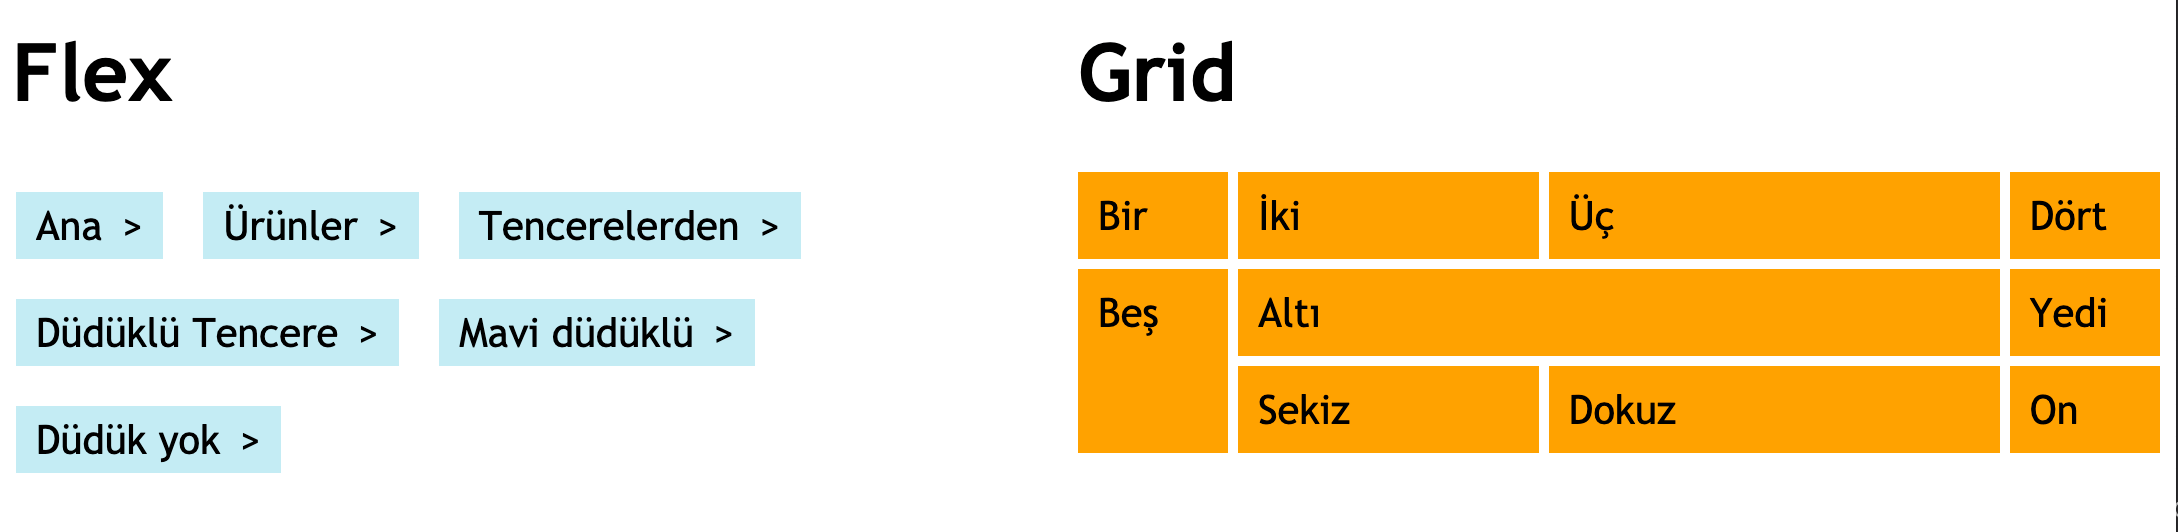 Flex
Ana >
Ürünler >
Tencerelerden >
Düdüklü Tencere >
Mavi düdüklü >
Düdük yok >
Grid
Bir
İki
Üç
Dört
Beş
Altı
Yedi
Sekiz
Dokuz
On